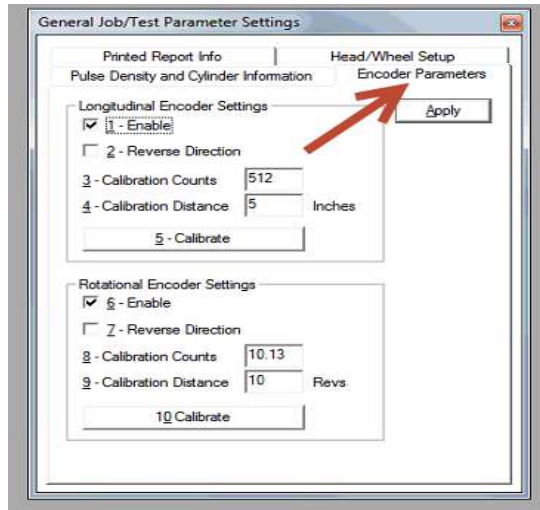 General Job/Test Parameter Settings
Printed Report Info
Head/Wheel Setup
Pulse Density and Cylinder Information
Encoder Parameters
Apply
Longitudinal Encoder Settings
1 - Enable
2 - Reverse Direction
3 - Calibration Counts 512
4 - Calibration Distance 5 Inches
5 - Calibrate
Rotational Encoder Settings
6 - Enable
7 - Reverse Direction
8 - Calibration Counts 10.13
9 - Calibration Distance 10 Revs
10 Calibrate